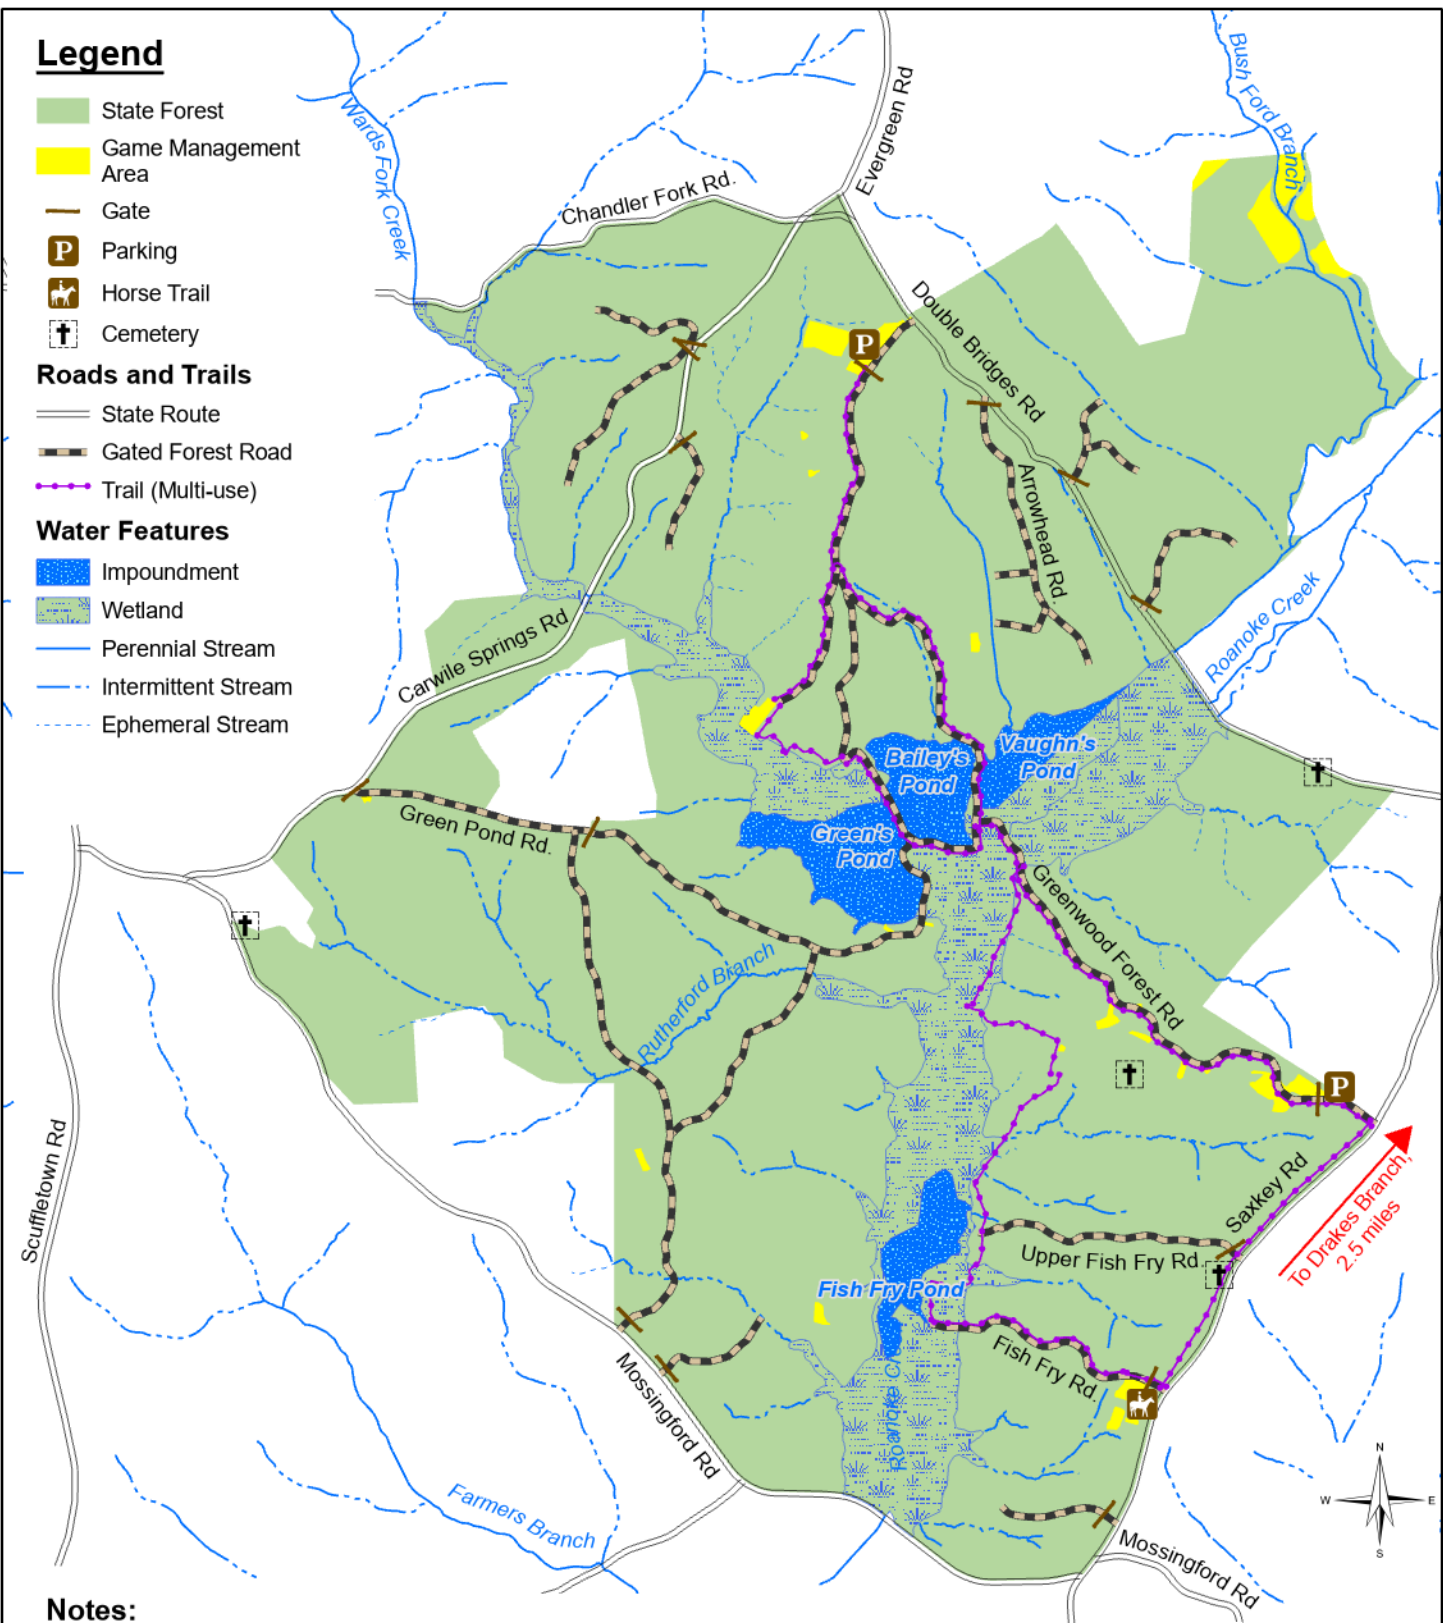 Legend
State Forest
Game Management
Area
Gate
P
Parking
Horse Trail
Cemetery
Roads and Trails
State Route
Gated Forest Road
Trail (Multi-use)
Water Features
Impoundment
Wetland
Perennial Stream
Intermittent Stream
Ephemeral Stream
Wards Fork Creek
Chandler Fork Rd.
Evergreen Rd
Bush Ford Branch
P
Double Bridges Rd
Arrowhead Rd.
Carwile Springs Rd
Roanoke Creek
Vaughn's
Pond
Bailey's
Pond
Green's
Pond
Green Pond Rd.
Greenwood Forest Rd
Rutherford Branch
P
Scuffletown Rd
Saxkey Rd
To Drakes Branch,
2.5 miles
Upper Fish Fry Rd.
Fish Fry Pond
Fish Fry Rd.
Mossingford Rd
Roanoke
Farmers Branch
Mossingford Rd
N
W
E
S
Notes: